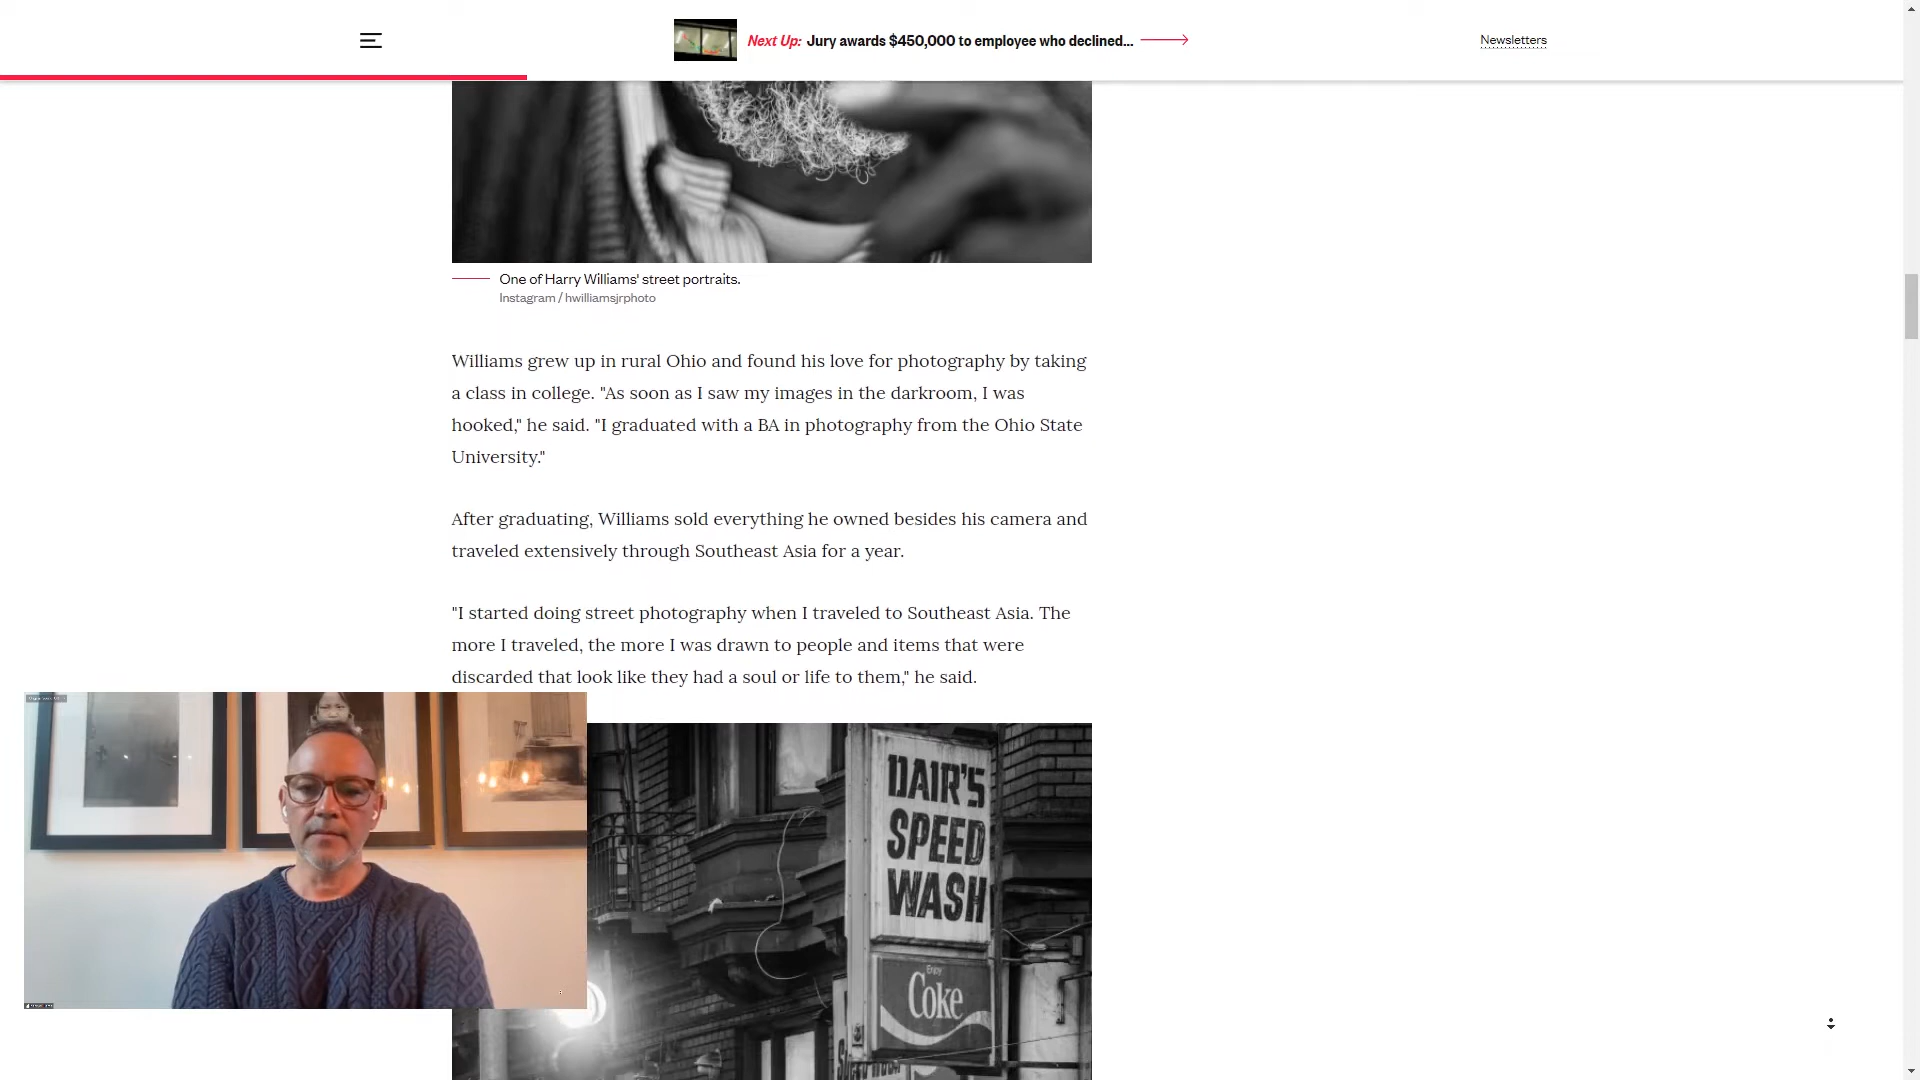 Next Up: Jury awards $450,000 to employee who declined...
Newsletters
One of Harry Williams' street portraits.
Instagram / hwilliamsjrphoto
Williams grew up in rural Ohio and found his love for photography by taking
a class in college. "As soon as I saw my images in the darkroom, I was
hooked," he said. "I graduated with a BA in photography from the Ohio State
University."
After graduating, Williams sold everything he owned besides his camera and
traveled extensively through Southeast Asia for a year.
"I started doing street photography when I traveled to Southeast Asia. The
more I traveled, the more I was drawn to people and items that were
discarded that look like they had a soul or life to them," he said.
DAIR'S
SPEED
WASH
Enjoy
Coke